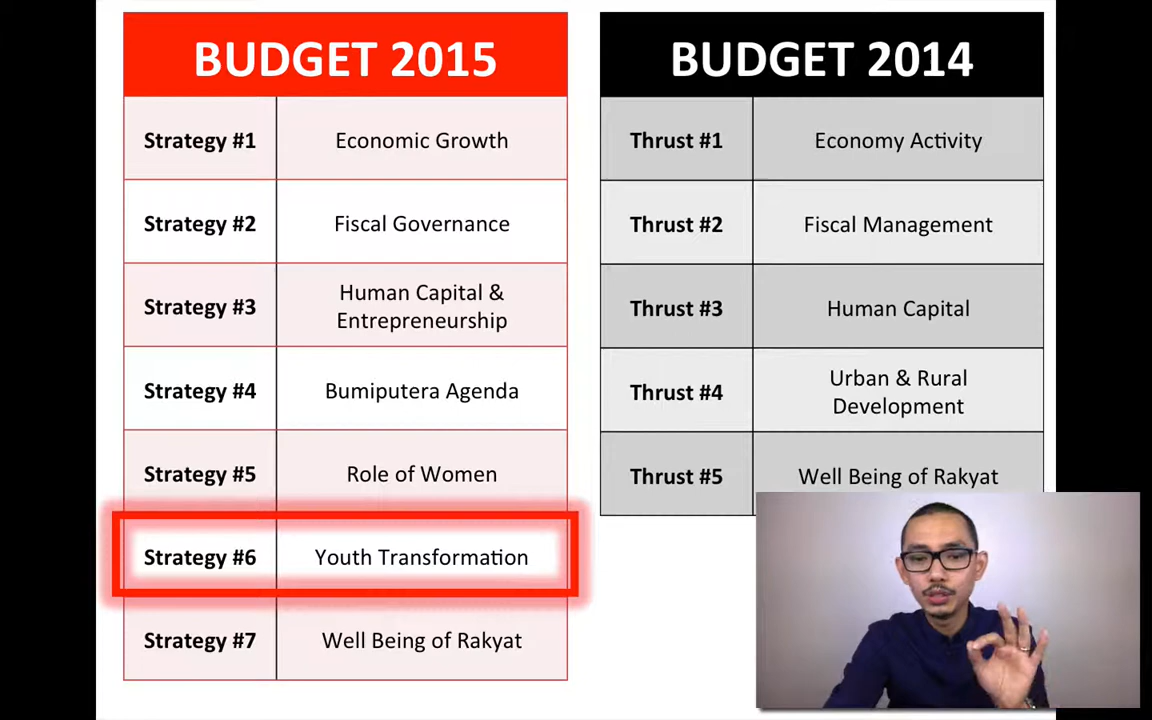 BUDGET 2015
Strategy #1 Economic Growth
Strategy #2 Fiscal Governance
Strategy #3 Human Capital &
Entrepreneurship
Strategy #4 Bumiputera Agenda
Strategy #5 Role of Women
Strategy #6 Youth Transformation
Strategy #7 Well Being of Rakyat
BUDGET 2014
Thrust #1 Economy Activity
Thrust #2 Fiscal Management
Thrust #3 Human Capital
Thrust #4 Urban & Rural
Development
Thrust #5 Well Being of Rakyat